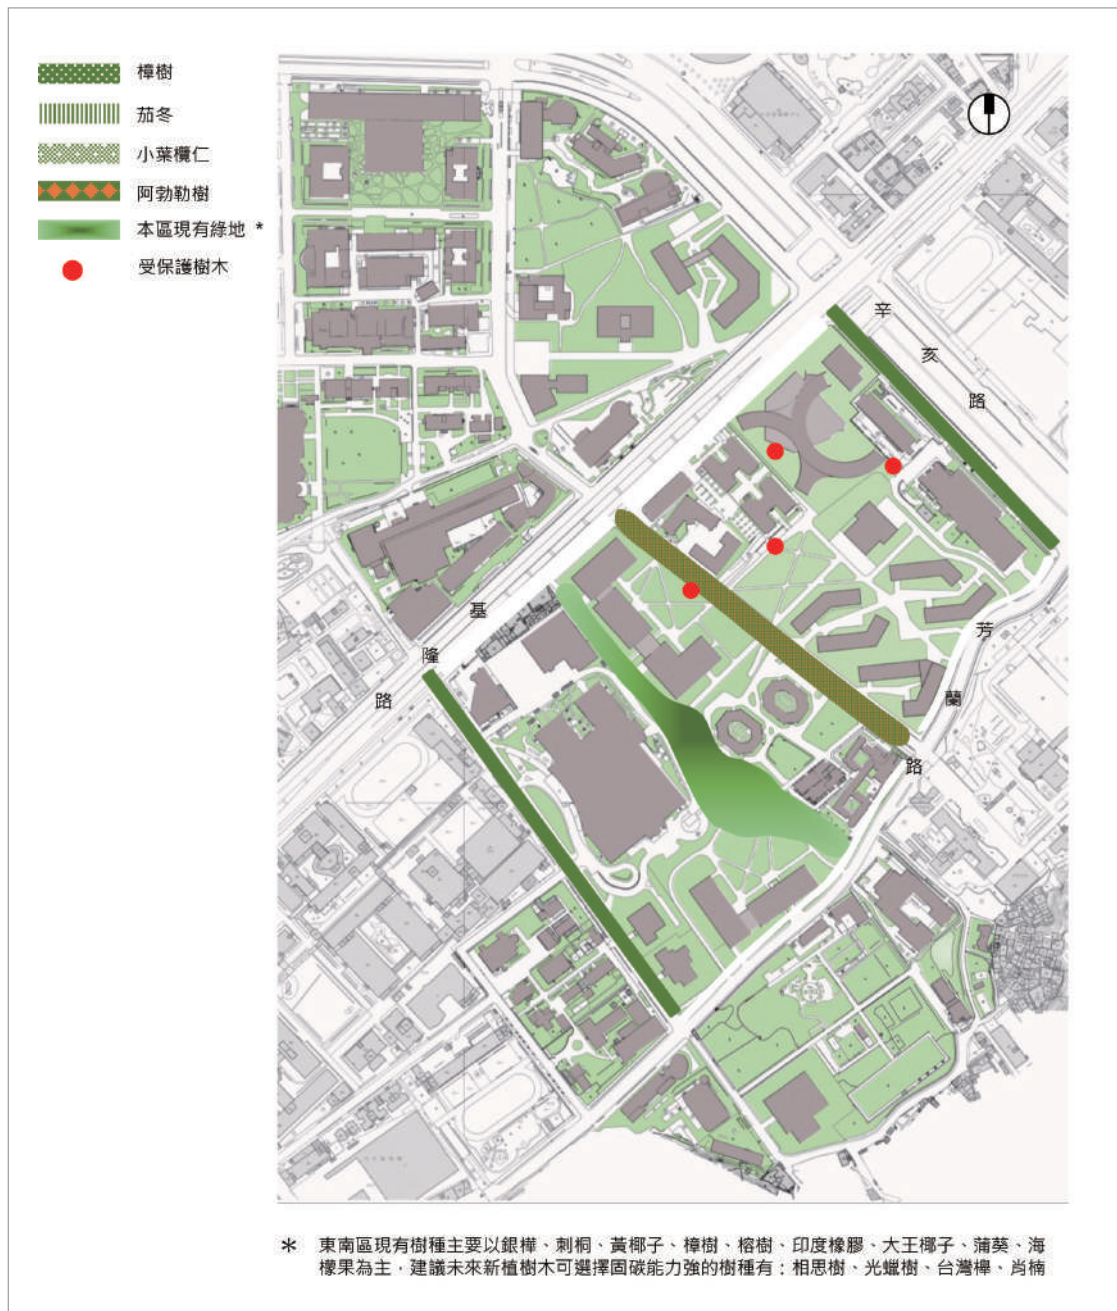 樟樹
茄冬
小葉欖仁
阿勃勒樹
本區現有綠地 *
受保護樹木
辛亥路
基隆路
芳蘭路
* 東南區現有樹種主要以銀樺、刺桐、黃椰子、樟樹、榕樹、印度橡膠、大王椰子、蒲葵、海
檬果為主，建議未來新植樹木可選擇固碳能力強的樹種有：相思樹、光蠟樹、台灣櫸、肖楠